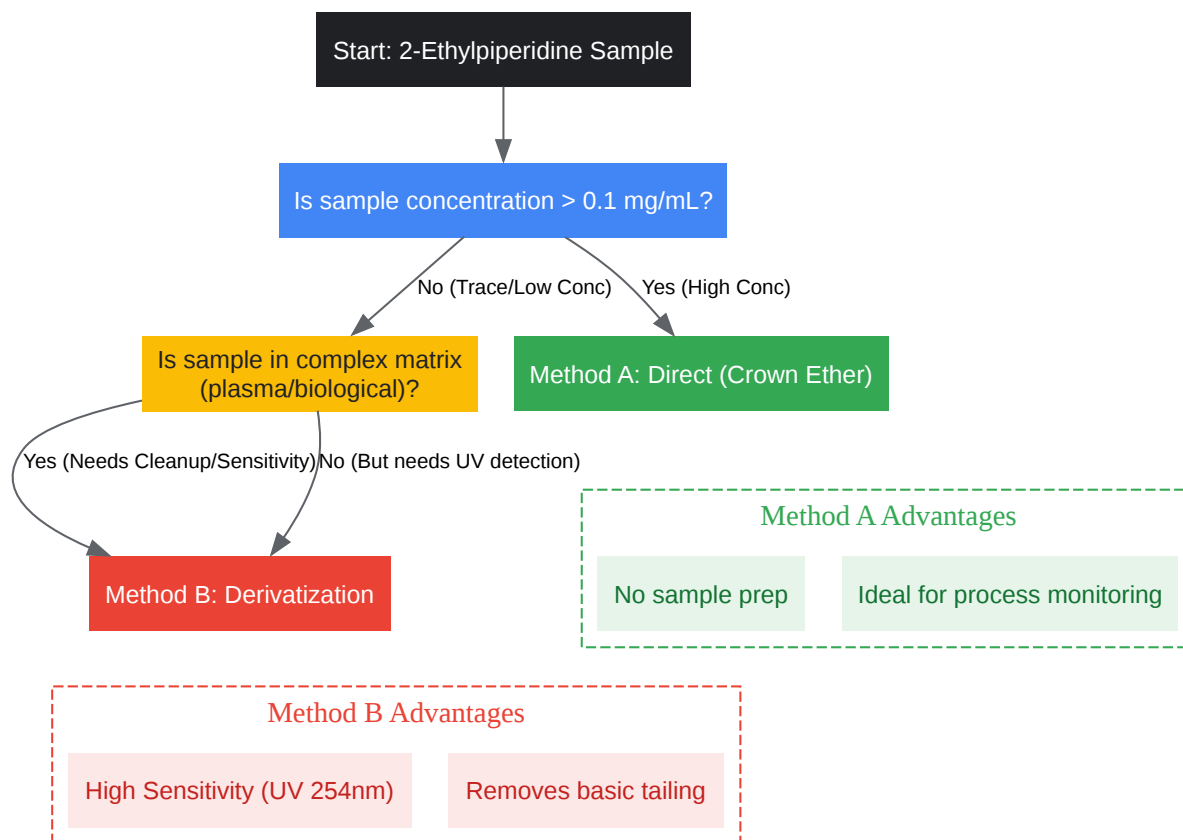 Start: 2-Ethylpiperidine Sample
Is sample concentration > 0.1 mg/mL?
No (Trace/Low Conc)
Yes (High Conc)
Is sample in complex matrix
(plasma/biological)?
Method A: Direct (Crown Ether)
Yes (Needs Cleanup/Sensitivity)
No (But needs UV detection)
Method A Advantages
No sample prep
Ideal for process monitoring
Method B: Derivatization
Method B Advantages
High Sensitivity (UV 254nm)
Removes basic tailing